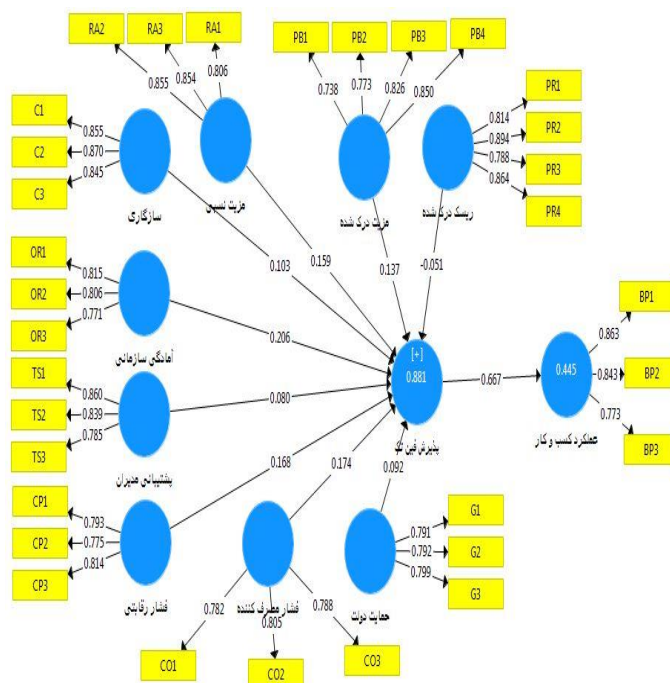 RA2
RA3
RA1
0.855
0.854
0.806
مزیت نسبی
PB1
PB2
PB3
PB4
0.738
0.773
0.826
0.850
مزیت درک شده
PR1
PR2
PR3
PR4
0.814
0.894
0.788
0.864
ریسک درک شده
C1
C2
C3
0.855
0.870
0.845
سازگاری
OR1
OR2
OR3
0.815
0.806
0.771
آمادگی سازمانی
TS1
TS2
TS3
0.860
0.839
0.785
پشتیبانی مدیران
CP1
CP2
CP3
0.793
0.775
0.814
فشار رقابتی
0.103
0.159
0.137
-0.051
0.206
0.080
0.168
0.174
0.092
[+]
0.881
پذیرش فین تک
0.667
0.445
عملکرد کسب و کار
0.863
0.843
0.773
BP1
BP2
BP3
فشار مصرف کننده
0.782
0.805
0.788
CO1
CO2
CO3
حمایت دولت
0.791
0.792
0.799
G1
G2
G3